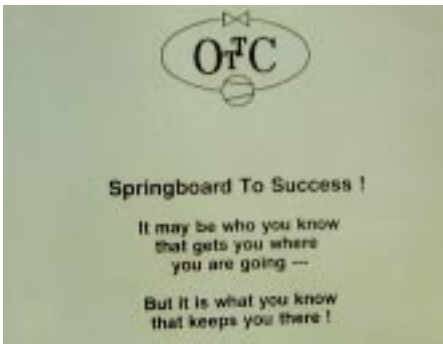 OTTC
Springboard To Success !
It may be who you know
that gets you where
you are going ---
But it is what you know
that keeps you there !